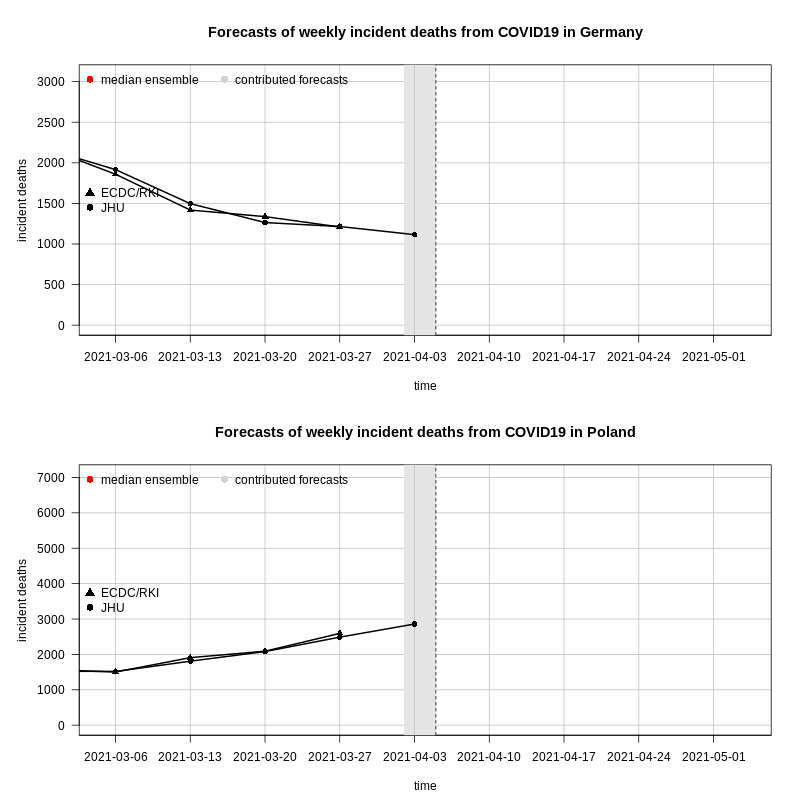 Forecasts of weekly incident deaths from COVID19 in Germany
median ensemble contributed forecasts
3000
2500
2000
1500
1000
500
0
incident deaths
ECDC/RKI
JHU
2021-03-06 2021-03-13 2021-03-20 2021-03-27 2021-04-03 2021-04-10 2021-04-17 2021-04-24 2021-05-01
time
Forecasts of weekly incident deaths from COVID19 in Poland
median ensemble contributed forecasts
7000
6000
5000
4000
3000
2000
1000
0
incident deaths
ECDC/RKI
JHU
2021-03-06 2021-03-13 2021-03-20 2021-03-27 2021-04-03 2021-04-10 2021-04-17 2021-04-24 2021-05-01
time